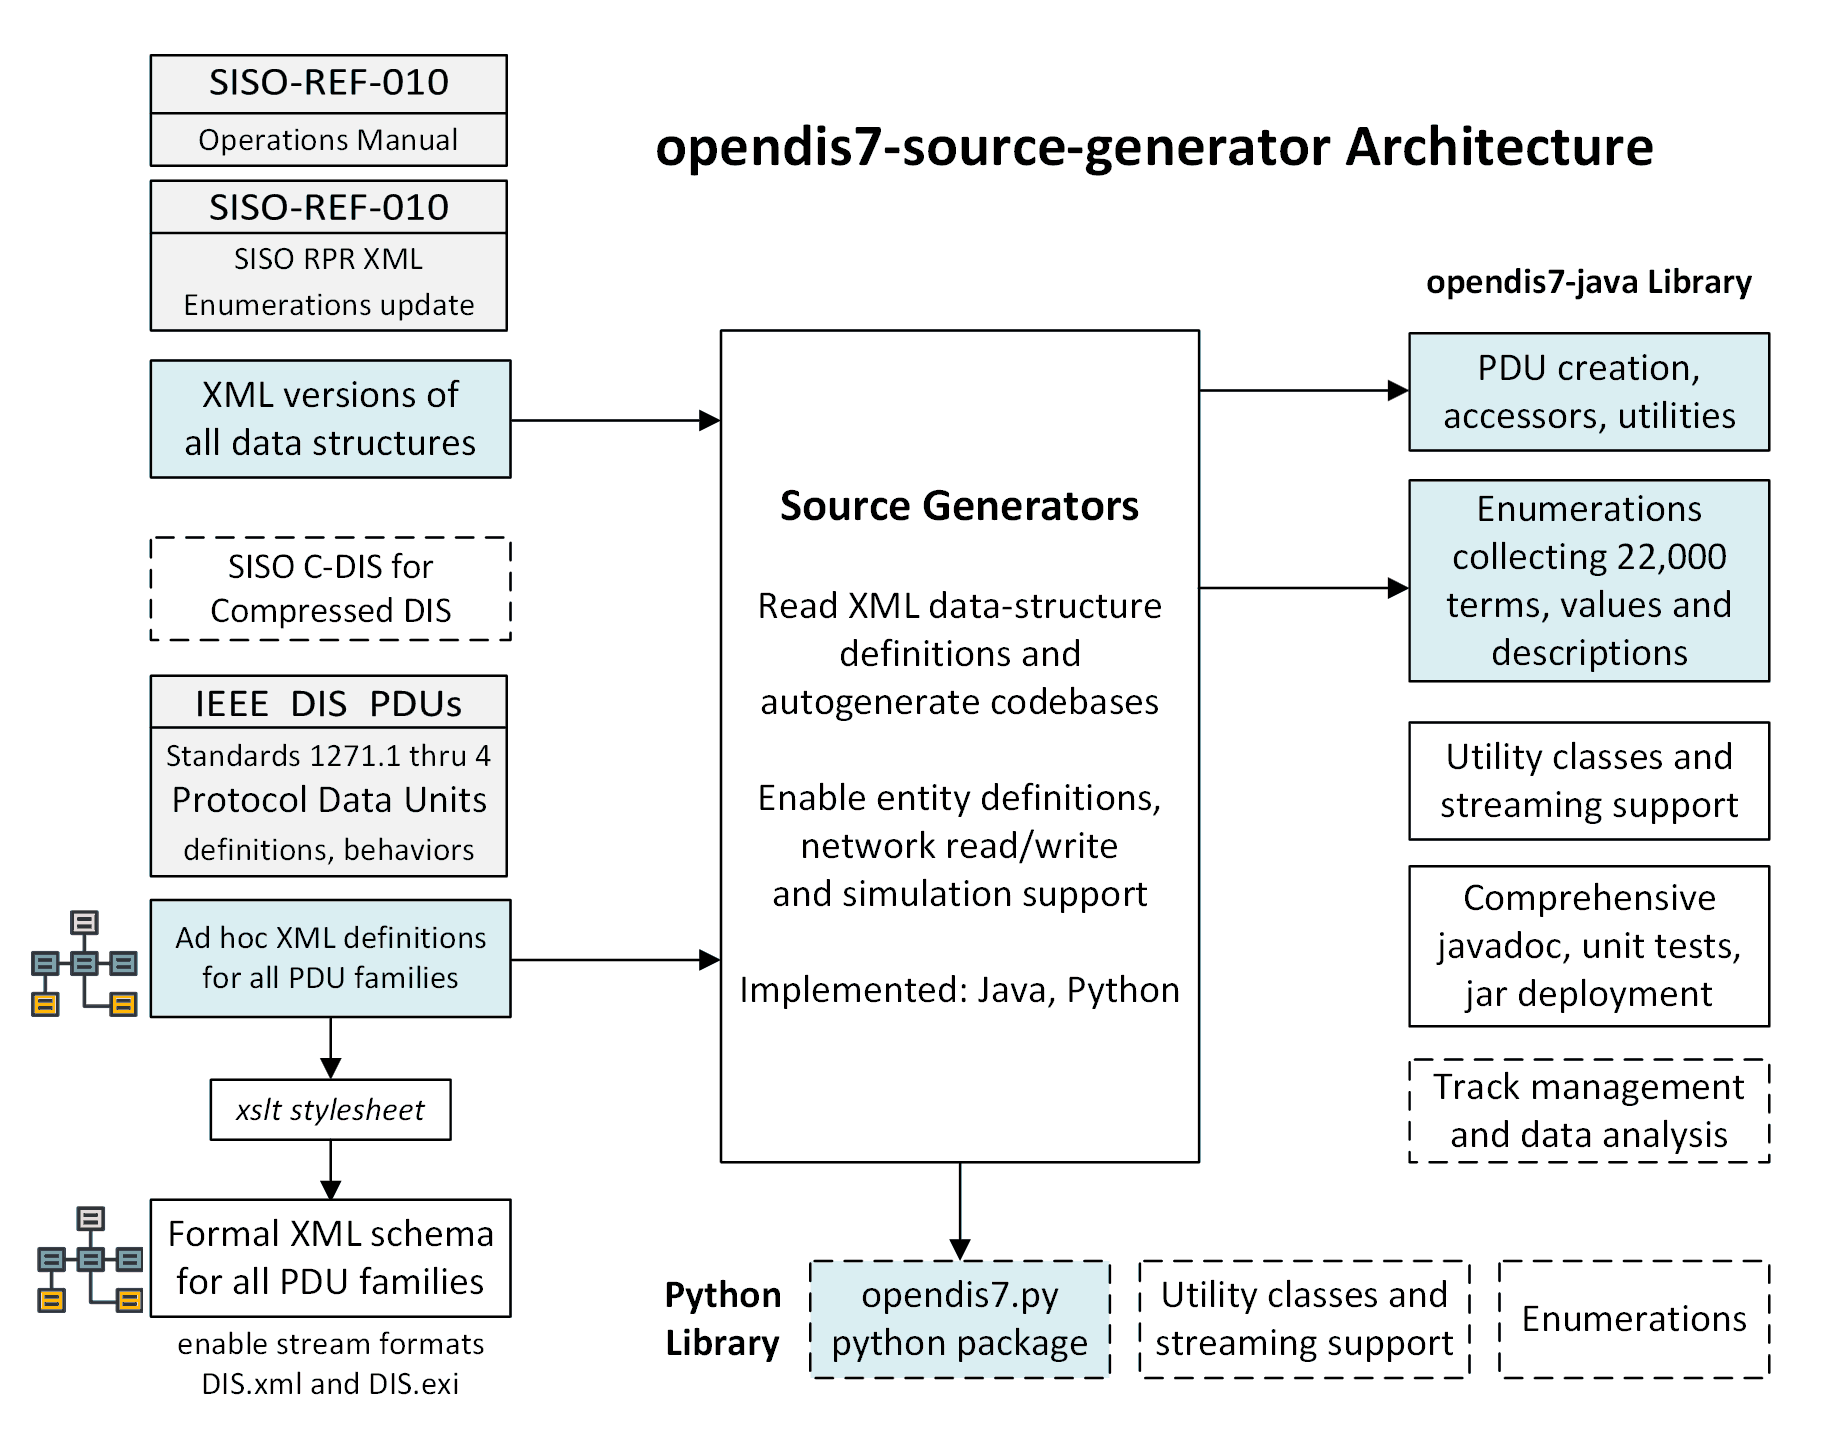 SISO-REF-010
Operations Manual
SISO-REF-010
SISO RPR XML
Enumerations update
XML versions of
all data structures
SISO C-DIS for
Compressed DIS
IEEE DIS PDUs
Standards 1271.1 thru 4
Protocol Data Units
definitions, behaviors
Ad hoc XML definitions
for all PDU families
xslt stylesheet
Formal XML schema
for all PDU families
enable stream formats
DIS.xml and DIS.exi
opendis7-source-generator Architecture
Source Generators
Read XML data-structure
definitions and
autogenerate codebases
Enable entity definitions,
network read/write
and simulation support
Implemented: Java, Python
opendis7-java Library
PDU creation,
accessors, utilities
Enumerations
collecting 22,000
terms, values and
descriptions
Utility classes and
streaming support
Comprehensive
javadoc, unit tests,
jar deployment
Track management
and data analysis
Python
Library
opendis7.py
python package
Utility classes and
streaming support
Enumerations